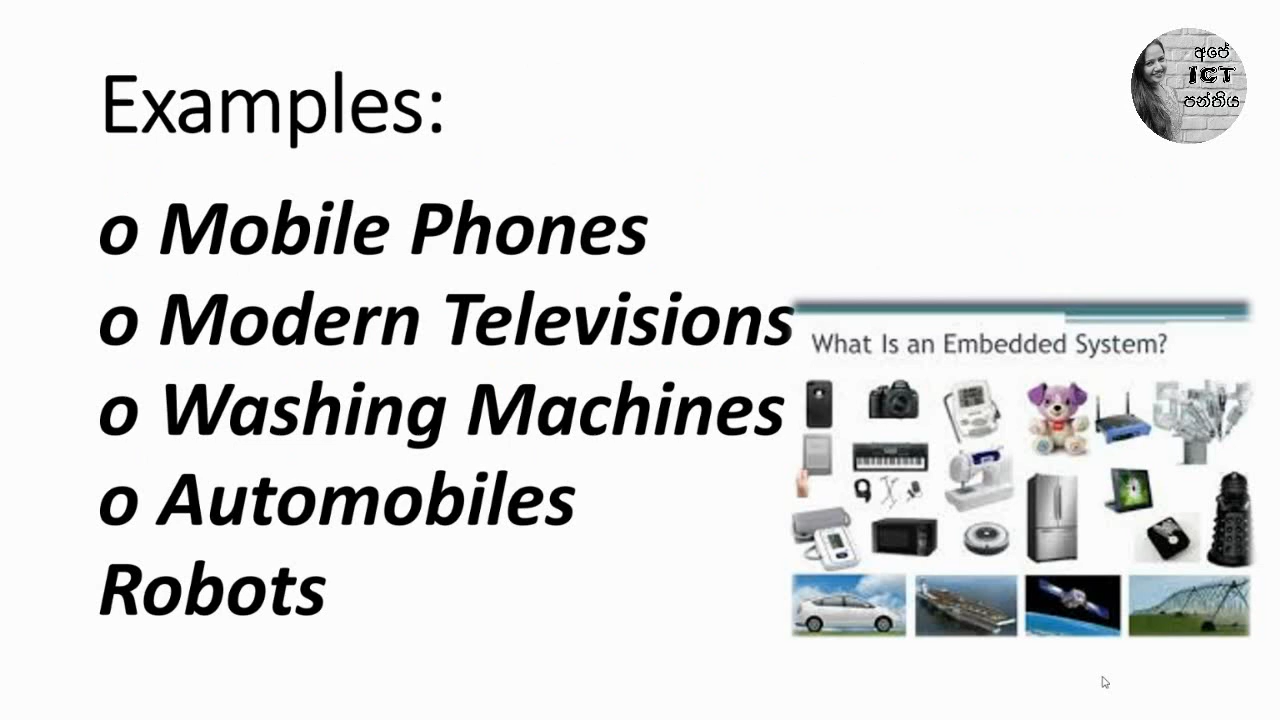 Examples:
o Mobile Phones
o Modern Televisions
o Washing Machines
o Automobiles
Robots
What Is an Embedded System?
අපේ
ICT
පන්තිය